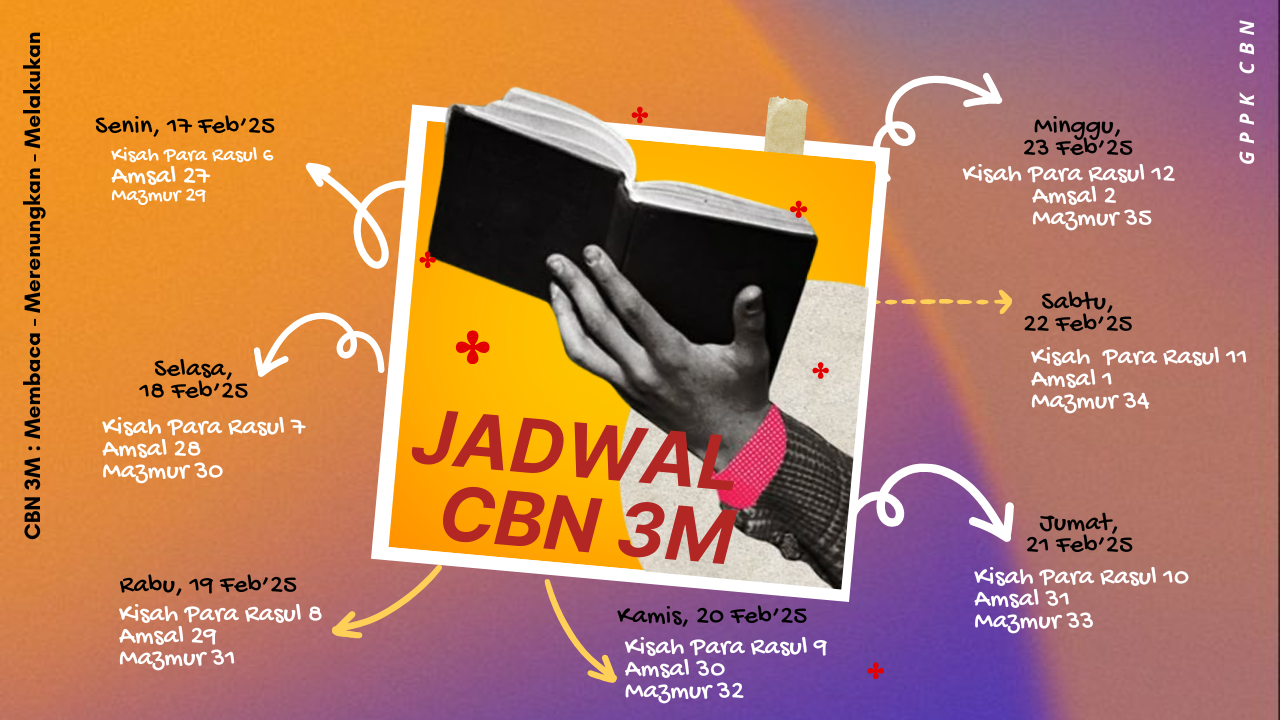 CBN 3M : Membaca - Merenungkan - Melakukan
GPPK CBN
JADWAL
CBN 3M
Senin, 17 Feb'25
Kisah Para Rasul 6
Amsal 27
Mazmur 29
Selasa,
18 Feb'25
Kisah Para Rasul 7
Amsal 28
Mazmur 30
Rabu, 19 Feb'25
Kisah Para Rasul 8
Amsal 29
Mazmur 31
Kamis, 20 Feb'25
Kisah Para Rasul 9
Amsal 30
Mazmur 32
Jumat,
21 Feb'25
Kisah Para Rasul 10
Amsal 31
Mazmur 33
Sabtu,
22 Feb'25
Kisah Para Rasul 11
Amsal 1
Mazmur 34
Minggu,
23 Feb'25
Kisah Para Rasul 12
Amsal 2
Mazmur 35